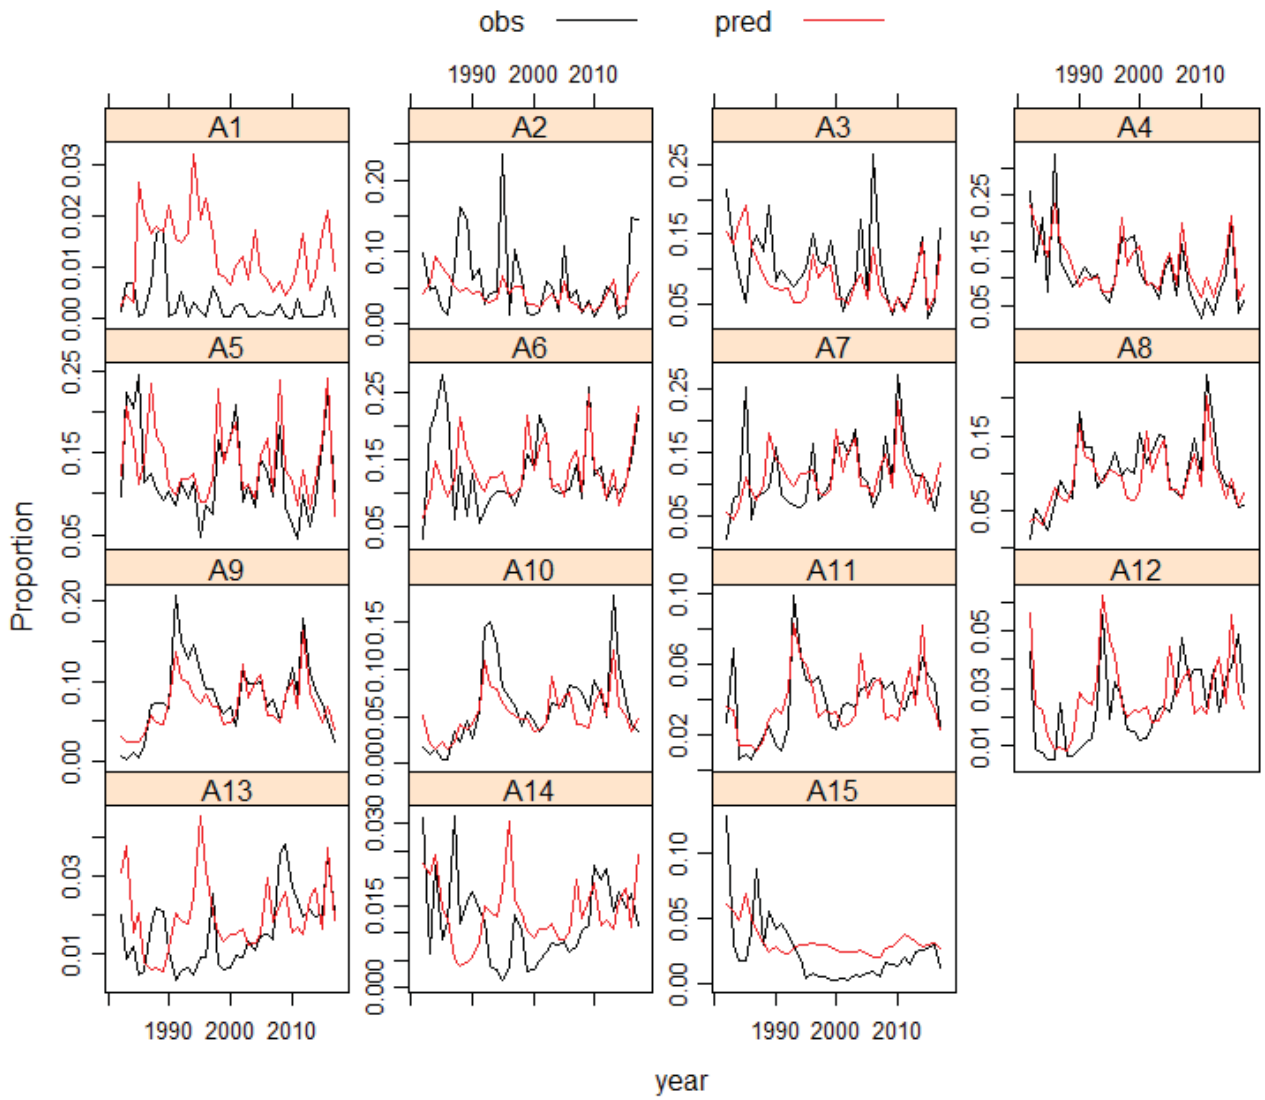 obs pred
1990 2000 2010 1990 2000 2010
A1 A2 A3 A4
0.00 0.01 0.02 0.03
0.00 0.10 0.20
0.05 0.15 0.25
0.05 0.15 0.25
A5 A6 A7 A8
0.05 0.15 0.25
0.05 0.15 0.25
0.05 0.15 0.25
0.05 0.15
A9 A10 A11 A12
0.00 0.10 0.20
0.00 0.05 0.10 0.15
0.02 0.06 0.10
0.01 0.03 0.05
A13 A14 A15
0.01 0.03
0.000 0.015 0.030
0.00 0.05 0.10
1990 2000 2010 1990 2000 2010
Proportion
year